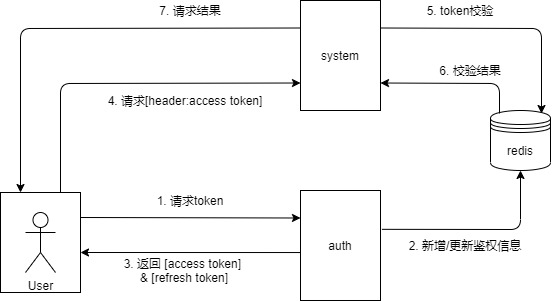 7. 请求结果
5. token校验
system
6. 校验结果
4. 请求[header:access token]
redis
1. 请求token
auth
2. 新增/更新鉴权信息
3. 返回 [access token]
& [refresh token]
User